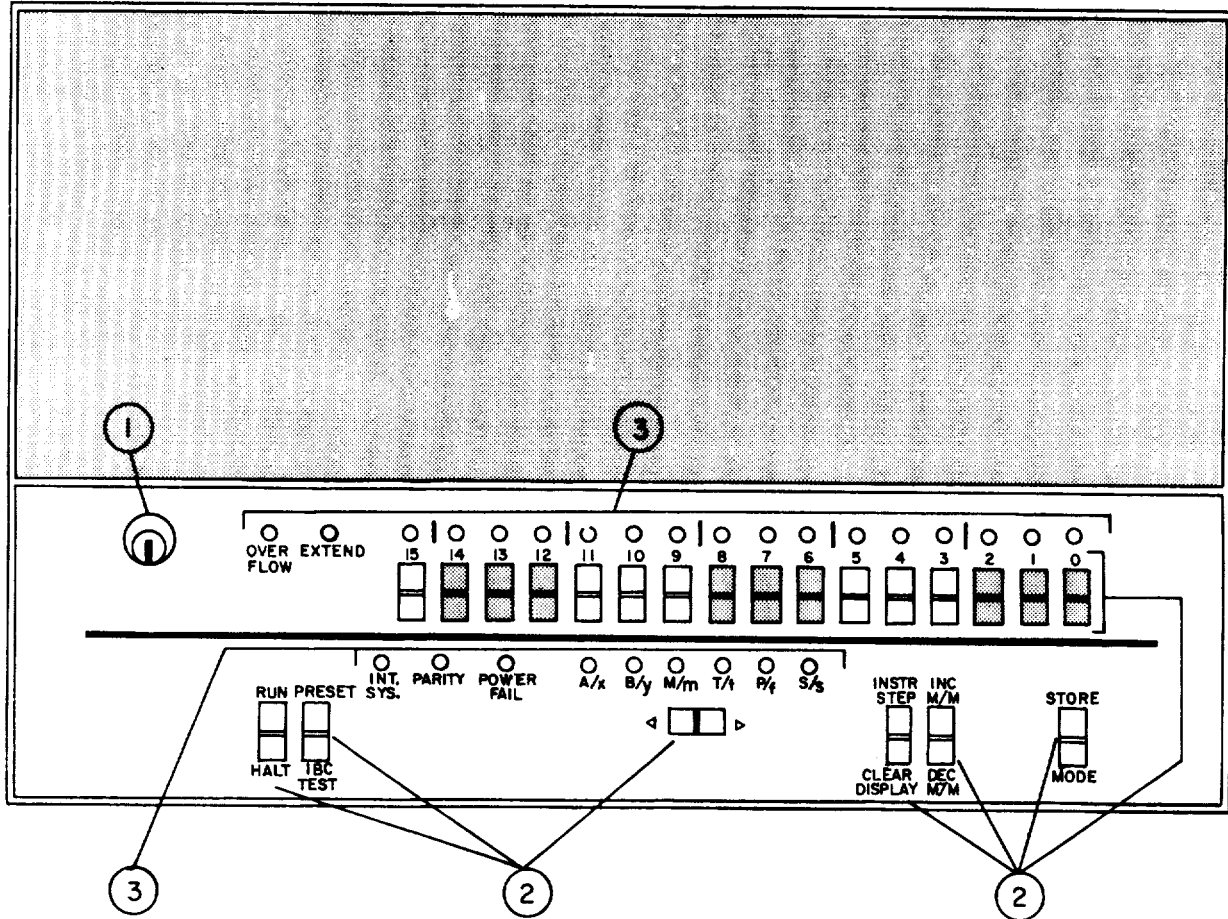 1
3
OVER FLOW
EXTEND
15 14 13 12 11 10 9 8 7 6 5 4 3 2 1 0
INT. SYS.
PARITY
POWER FAIL
A/x
B/y
M/m
T/t
P/f
S/s
RUN
HALT
PRESET
IBC TEST
INSTR STEP
CLEAR DISPLAY
INC M/M
DEC M/M
STORE
MODE
3
2
2